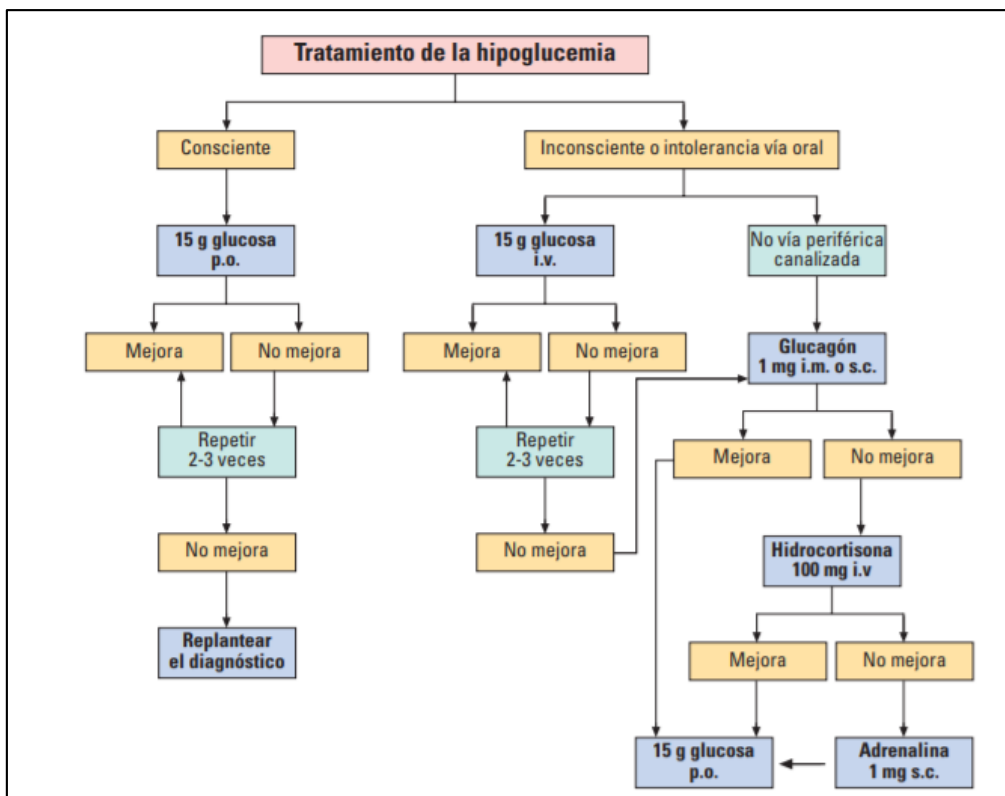 Tratamiento de la hipoglucemia
Consciente
Inconsciente o intolerancia vía oral
15 g glucosa
p.o.
15 g glucosa
i.v.
No vía periférica
canalizada
Mejora
No mejora
Mejora
No mejora
Glucagón
1 mg i.m. o s.c.
Repetir
2-3 veces
Repetir
2-3 veces
Mejora
No mejora
No mejora
No mejora
Hidrocortisona
100 mg i.v
Replantear
el diagnóstico
Mejora
No mejora
15 g glucosa
p.o.
Adrenalina
1 mg s.c.